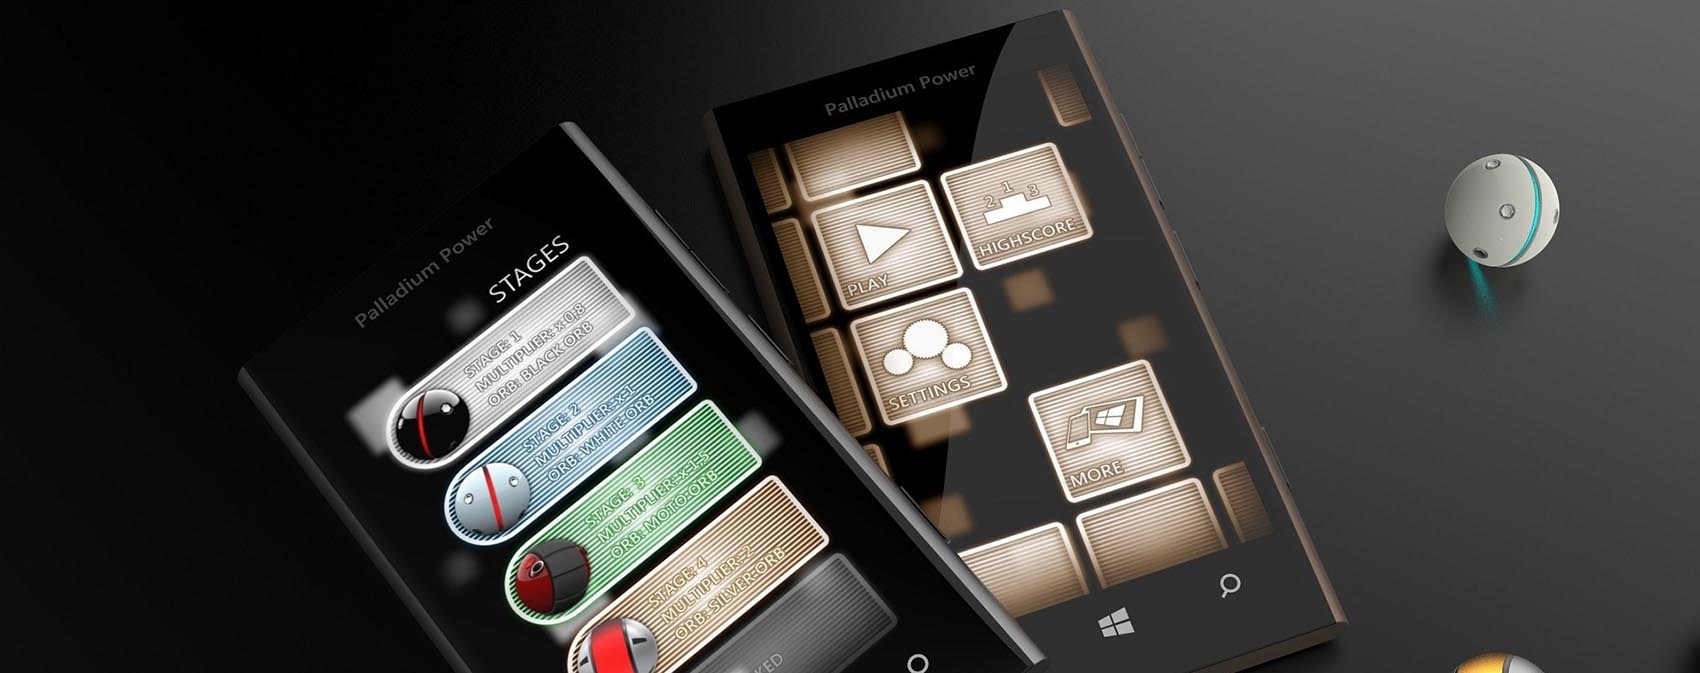 Palladium Power
STAGES
STAGE: 1
MULTIPLIER: x 0,8
ORB: BLACK ORB
STAGE: 2
MULTIPLIER: x 1
ORB: WHITE ORB
STAGE: 3
MULTIPLIER: x 1,5
ORB: MOTO ORB
STAGE: 4
MULTIPLIER: 2
ORB: SILVER ORB
Palladium Power
1
2 3
HIGHSCORE
PLAY
SETTINGS
MORE